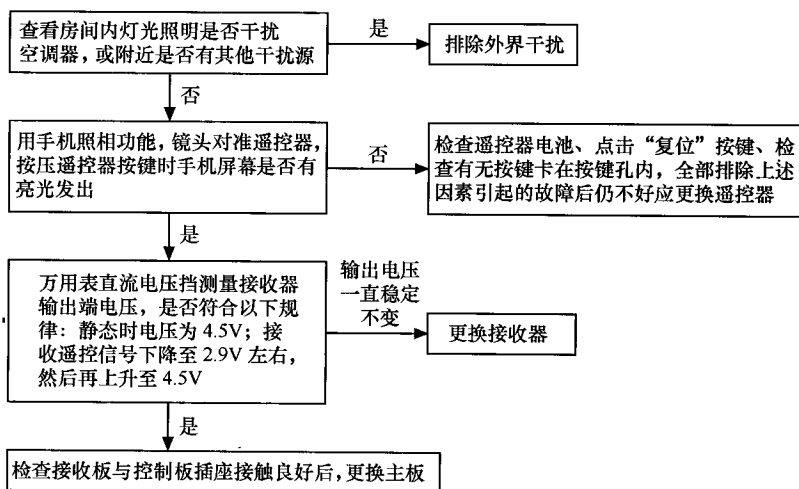 查看房间内灯光照明是否干扰
空调器，或附近是否有其他干扰源
是
排除外界干扰
否
用手机照相功能，镜头对准遥控器，
按压遥控器按键时手机屏幕是否有
亮光发出
否
检查遥控器电池、点击“复位”按键、检
查有无按键卡在按键孔内，全部排除上述
因素引起的故障后仍不好应更换遥控器
是
万用表直流电压挡测量接收器
输出端电压，是否符合以下规
律：静态时电压为 4.5V；接
收遥控信号下降至 2.9V 左右，
然后再上升至 4.5V
输出电压
一直稳定
不变
更换接收器
是
检查接收板与控制板插座接触良好后，更换主板